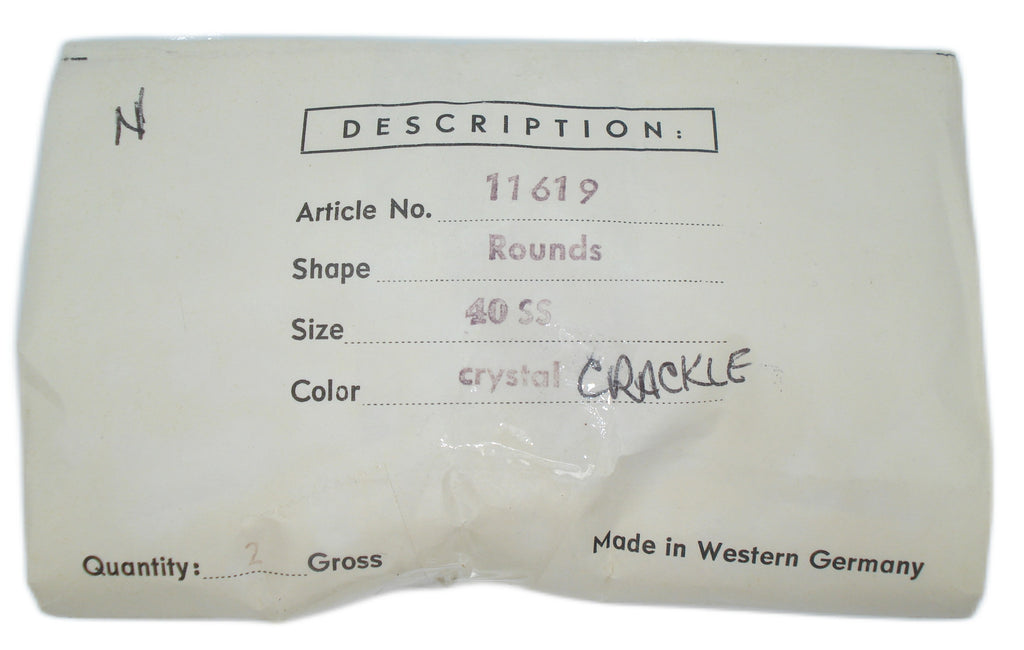 N
DESCRIPTION:
Article No. 11619
Shape Rounds
Size 40 SS
Color crystal CRACKLE
Quantity: 2 Gross
Made in Western Germany